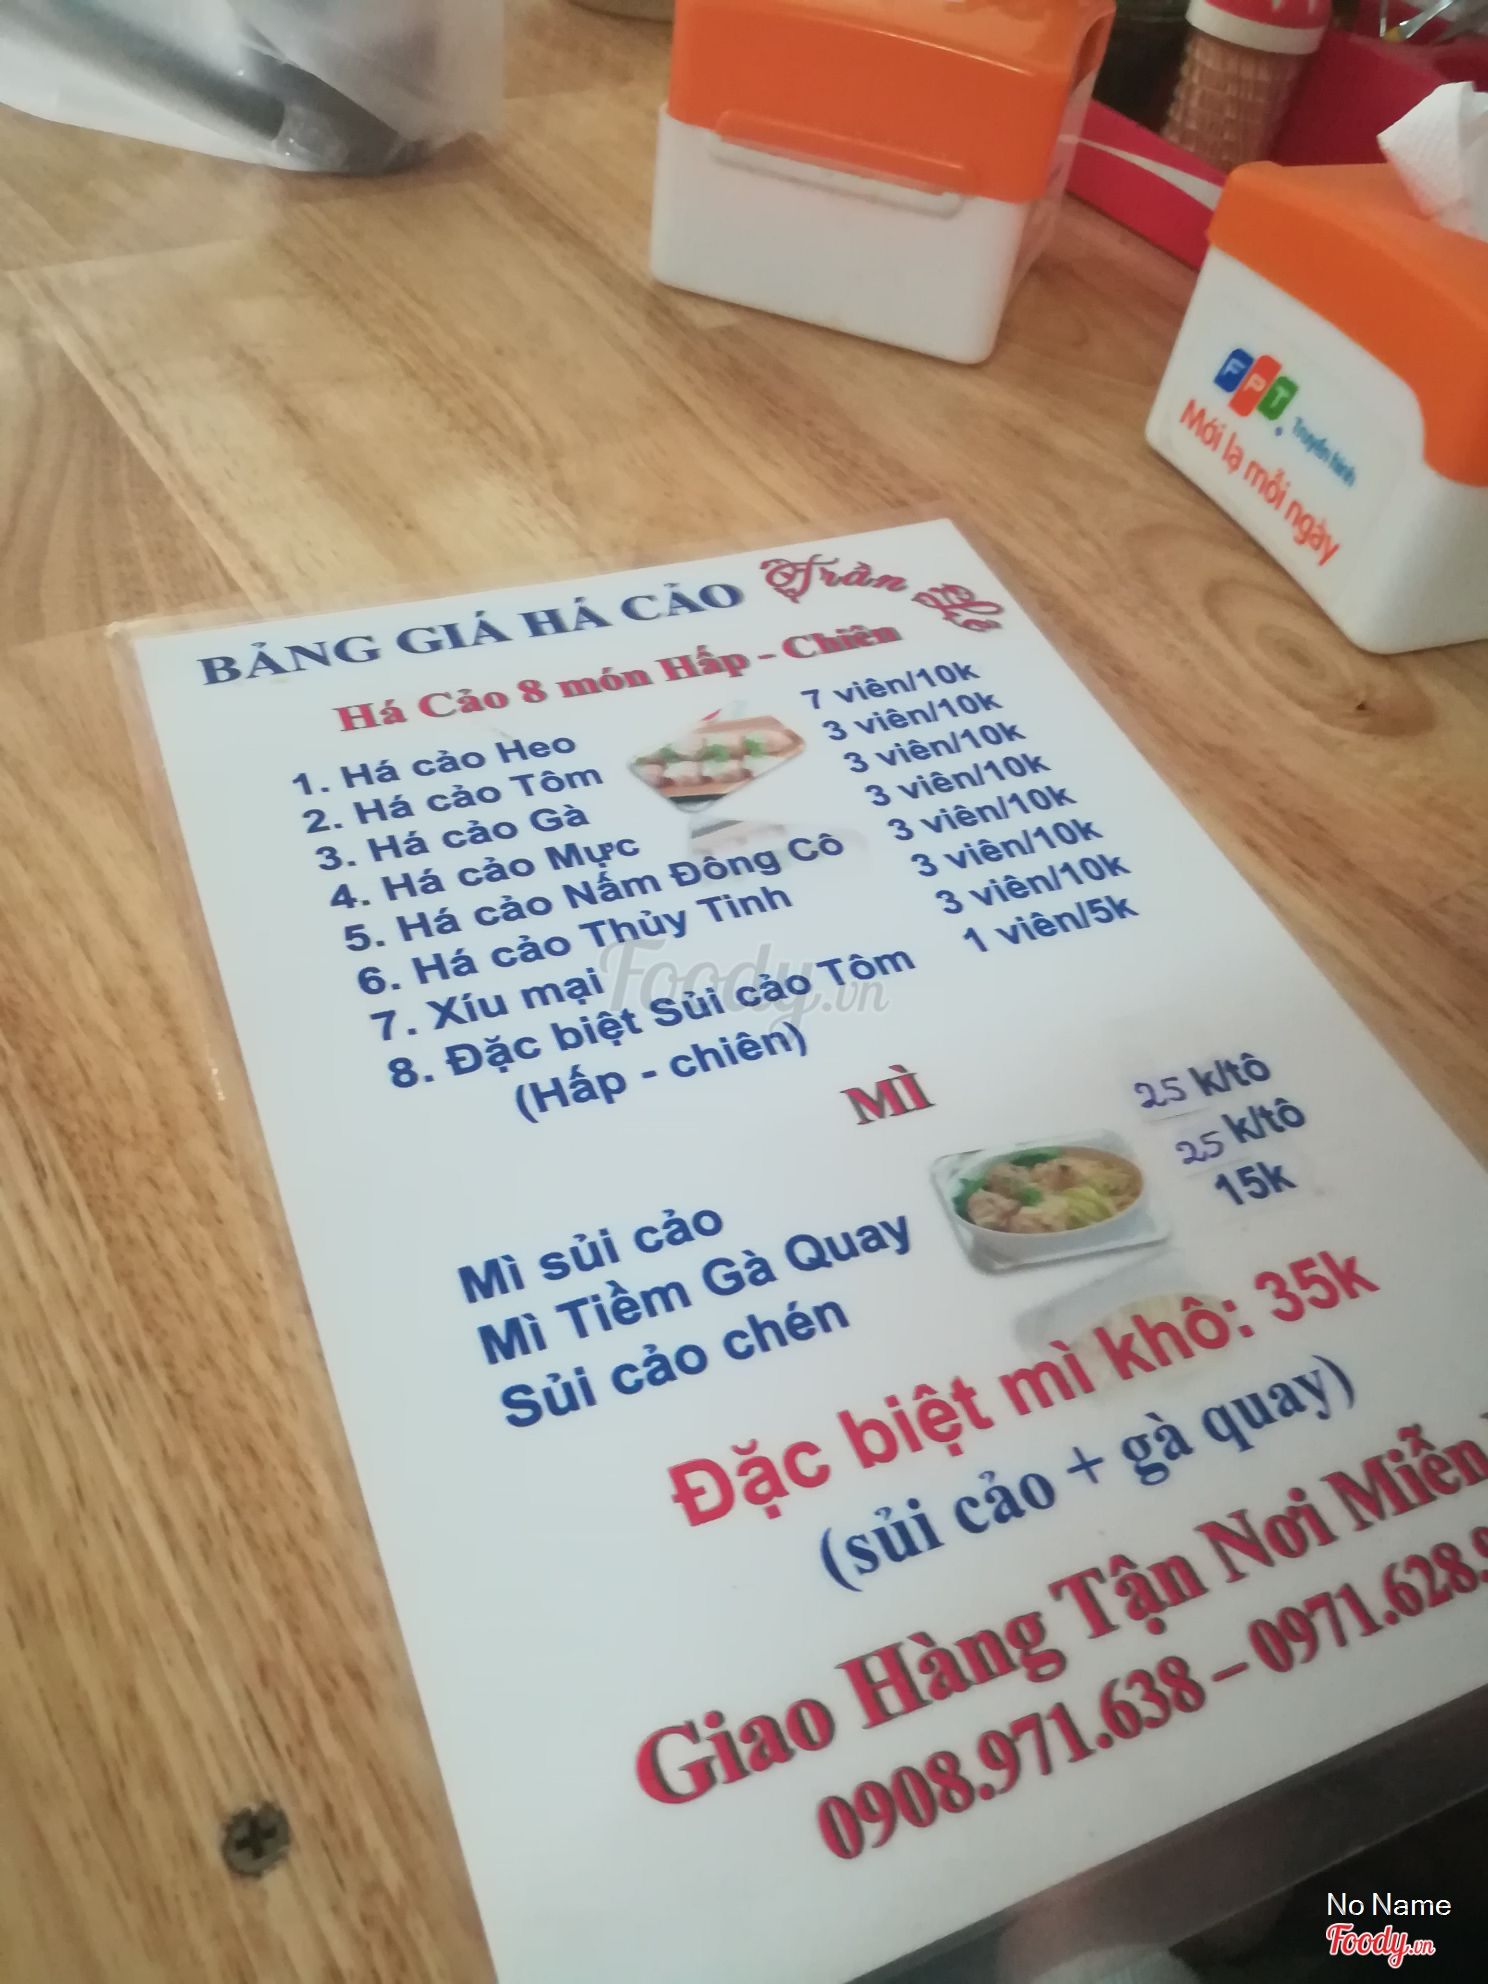 BẢNG GIÁ HÁ CẢO Trần
Há Cảo 8 món Hấp - Chiên
1. Há cảo Heo 7 viên/10k
2. Há cảo Tôm 3 viên/10k
3. Há cảo Gà 3 viên/10k
4. Há cảo Mực 3 viên/10k
5. Há cảo Nấm Đông Cô 3 viên/10k
6. Há cảo Thủy Tinh 3 viên/10k
7. Xíu mại 3 viên/10k
8. Đặc biệt Sủi cảo Tôm 1 viên/5k
(Hấp - chiên)
MÌ
Mì sủi cảo 25 k/tô
Mì Tiềm Gà Quay 25 k/tô
Sủi cảo chén 15k
Đặc biệt mì khô: 35k
(sủi cảo + gà quay)
Giao Hàng Tận Nơi Miễn
0908.971.638 – 0971.628.
FPT Truyền hình
Mới lạ mỗi ngày
Foody.vn
No Name
Foody.vn